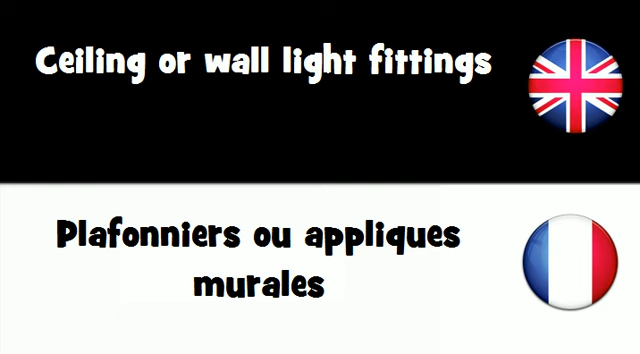 Ceiling or wall light fittings
Plafonniers ou appliques
murales